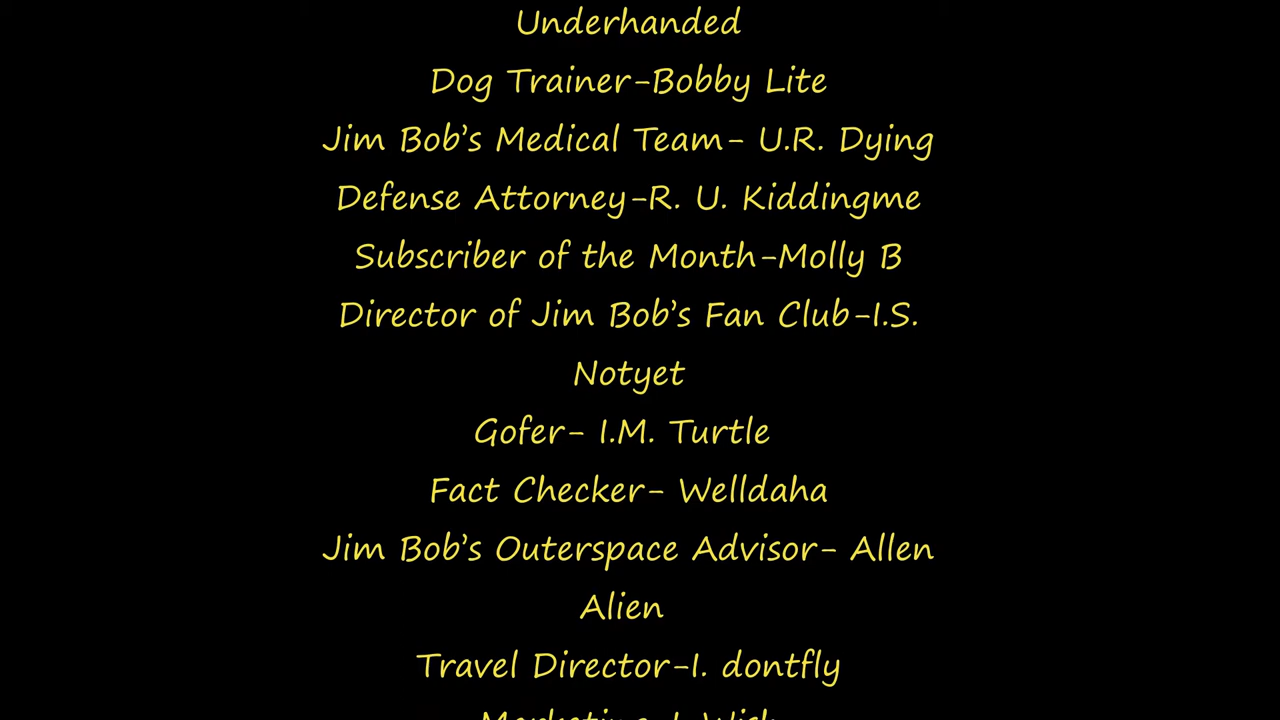 Underhanded
Dog Trainer-Bobby Lite
Jim Bob's Medical Team- U.R. Dying
Defense Attorney-R. U. Kiddingme
Subscriber of the Month-Molly B
Director of Jim Bob's Fan Club-I.S.
Notyet
Gofer- I.M. Turtle
Fact Checker- Welldaha
Jim Bob's Outerspace Advisor- Allen
Alien
Travel Director-I. dontfly